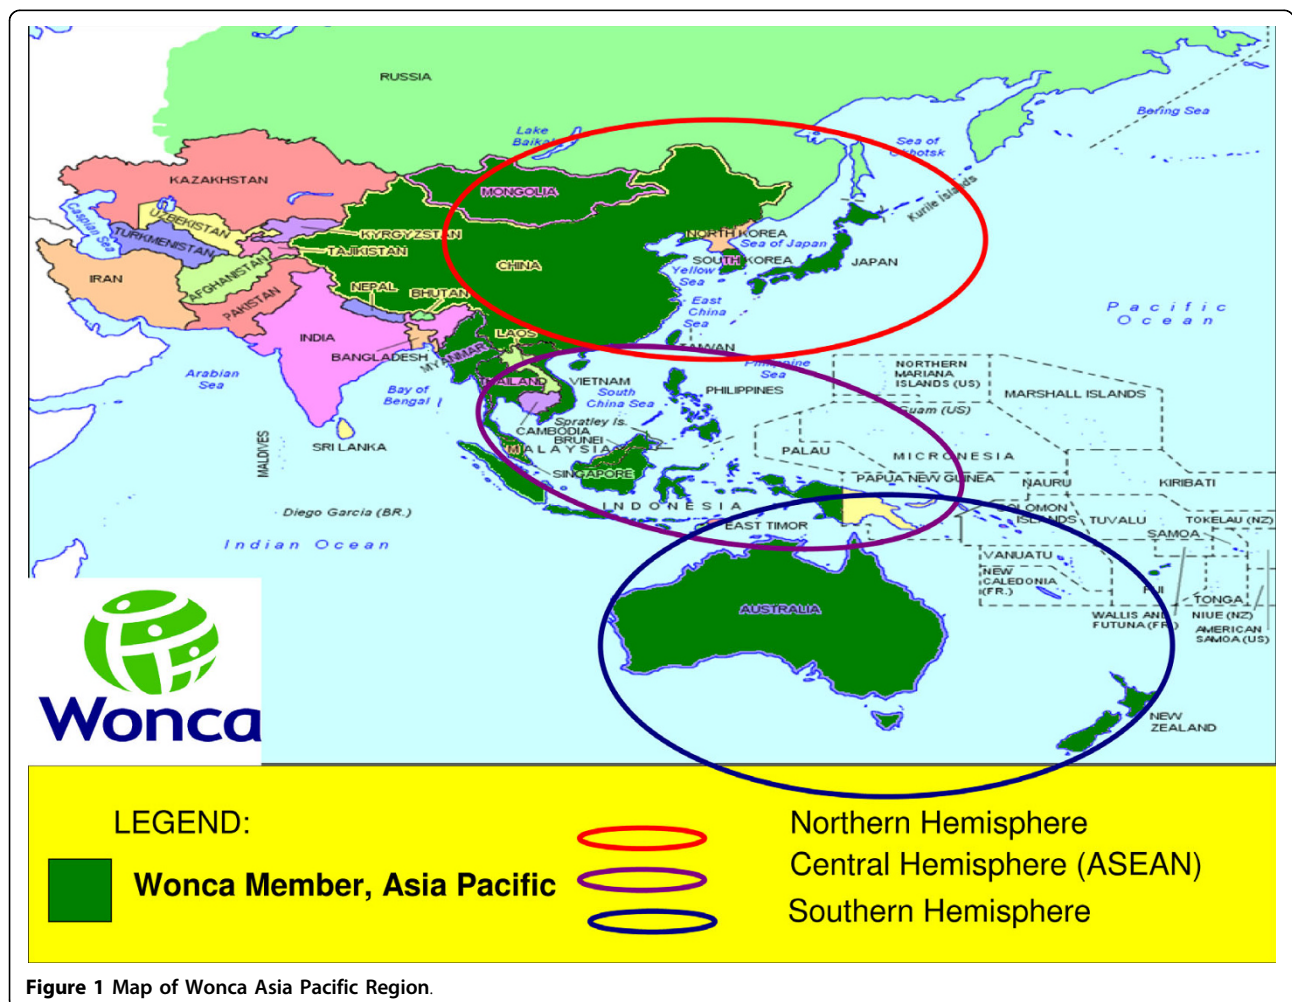 RUSSIA
Bering Sea
Lake
Baikal
Sea of
Okhotsk
KAZAKHSTAN
MONGOLIA
Kurile Islands
Caspian Sea
UZBEKISTAN
TURKMENISTAN
KYRGYZSTAN
TAJIKISTAN
NORTH KOREA
Sea of Japan
SOUTH KOREA
JAPAN
CHINA
IRAN
AFGHANISTAN
PAKISTAN
NEPAL
BHUTAN
Yellow
Sea
East
China
Sea
Pacific
Ocean
INDIA
BANGLADESH
MYANMAR
LAOS
Arabian
Sea
Bay of
Bengal
THAILAND
VIETNAM
South
China Sea
PHILIPPINES
Sea
NORTHERN
MARIANA
ISLANDS (US)
Guam (US)
MARSHALL ISLANDS
MALDIVES
SRI LANKA
CAMBODIA
Spratley Is.
BRUNEI
MALAYSIA
SINGAPORE
PALAU
MICRONESIA
PAPUA NEW GUINEA
NAURU
KIRIBATI
Diego Garcia (BR.)
INDONESIA
EAST TIMOR
SOLOMON
ISLANDS
TUVALU
TOKELAU (NZ)
SAMOA
Indian Ocean
VANUATU
NEW
CALEDONIA
(FR.)
TONGA
WALLIS AND
FUTUNA (FR.)
NIUE (NZ)
AMERICAN
SAMOA (US)
AUSTRALIA
NEW
ZEALAND
Wonca
LEGEND:
Wonca Member, Asia Pacific
Northern Hemisphere
Central Hemisphere (ASEAN)
Southern Hemisphere
Figure 1 Map of Wonca Asia Pacific Region.